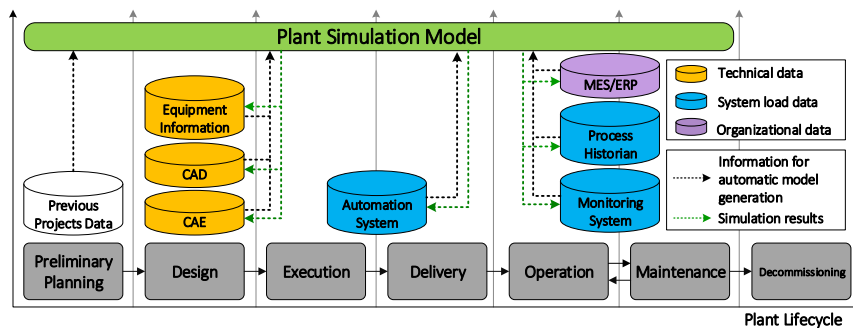 Plant Simulation Model
Equipment
Information
CAD
CAE
Previous
Projects Data
Automation
System
MES/ERP
Process
Historian
Monitoring
System
Technical data
System load data
Organizational data
Information for
automatic model
generation
Simulation results
Preliminary
Planning
Design
Execution
Delivery
Operation
Maintenance
Decommissioning
Plant Lifecycle